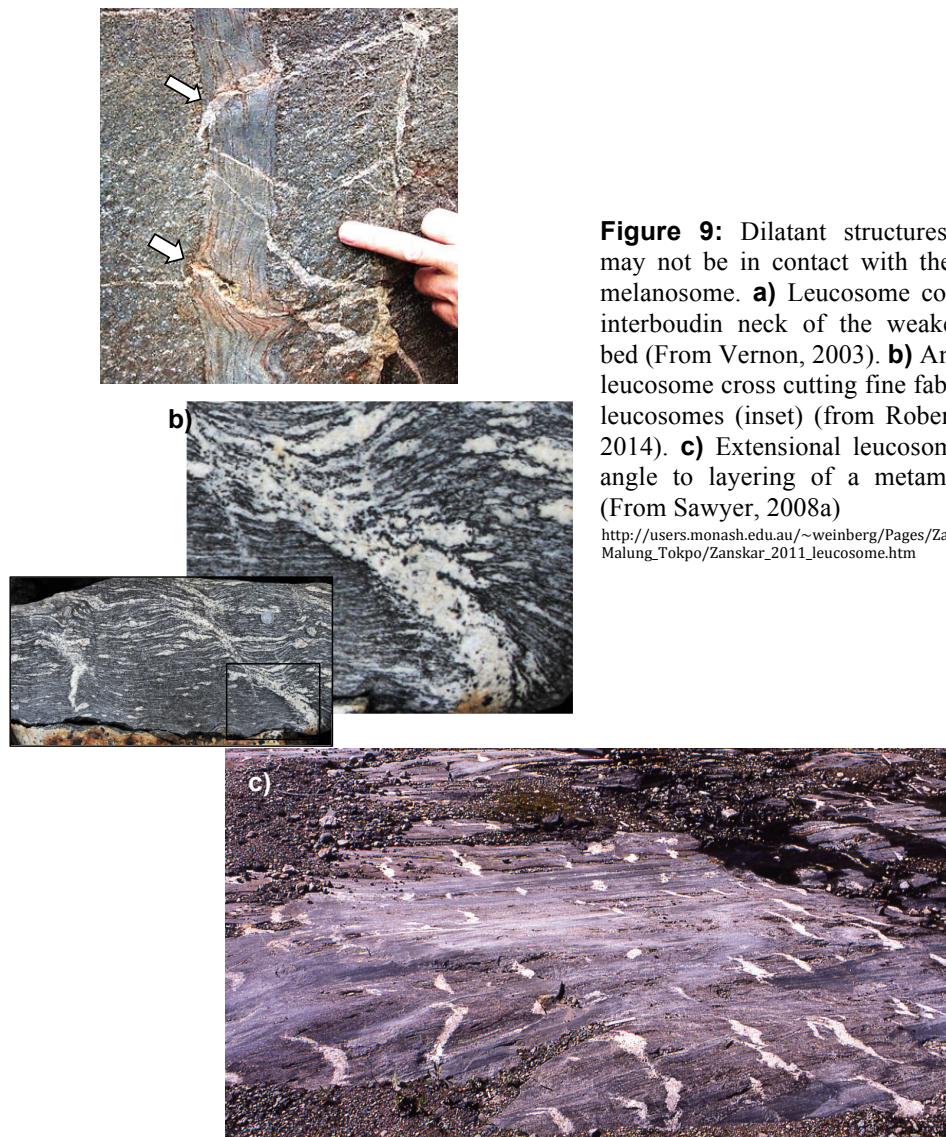 Figure 9: Dilatant structures
may not be in contact with the
melanosome. a) Leucosome co
interboudin neck of the weake
bed (From Vernon, 2003). b) An
leucosome cross cutting fine fab
leucosomes (inset) (from Rober
2014). c) Extensional leucosom
angle to layering of a metam
(From Sawyer, 2008a)
http://users.monash.edu.au/~weinberg/Pages/Za
Malung_Tokpo/Zanskar_2011_leucosome.htm
b)
c)